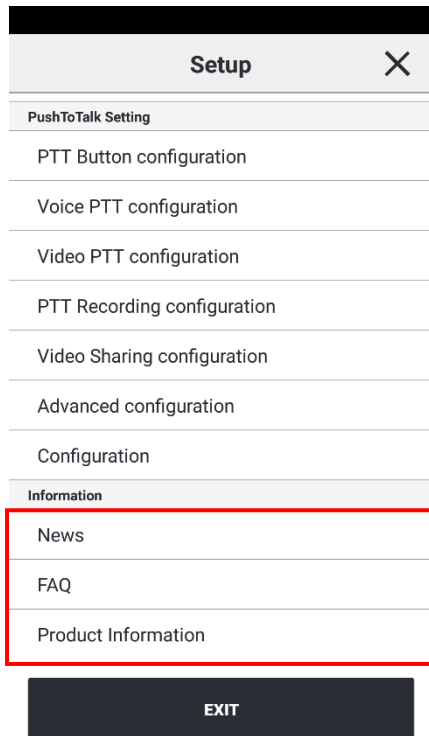 Setup
PushToTalk Setting
PTT Button configuration
Voice PTT configuration
Video PTT configuration
PTT Recording configuration
Video Sharing configuration
Advanced configuration
Configuration
Information
News
FAQ
Product Information
EXIT